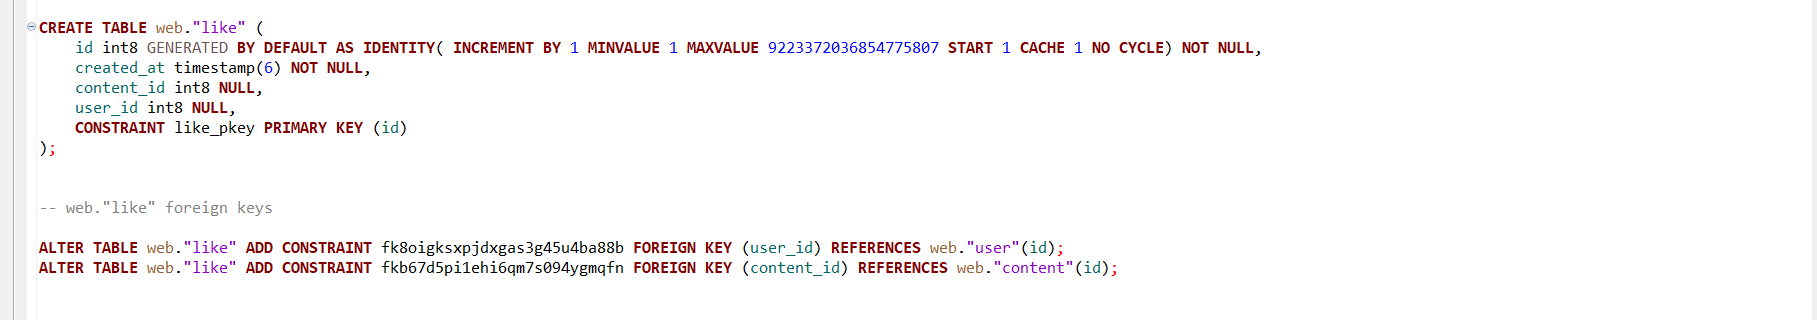 CREATE TABLE web."like" (
id int8 GENERATED BY DEFAULT AS IDENTITY( INCREMENT BY 1 MINVALUE 1 MAXVALUE 9223372036854775807 START 1 CACHE 1 NO CYCLE) NOT NULL,
created_at timestamp(6) NOT NULL,
content_id int8 NULL,
user_id int8 NULL,
CONSTRAINT like_pkey PRIMARY KEY (id)
);
-- web."like" foreign keys
ALTER TABLE web."like" ADD CONSTRAINT fk8oigksxpjdxgas3g45u4ba88b FOREIGN KEY (user_id) REFERENCES web."user"(id);
ALTER TABLE web."like" ADD CONSTRAINT fkb67d5pi1ehi6qm7s094ygmqfn FOREIGN KEY (content_id) REFERENCES web."content"(id);